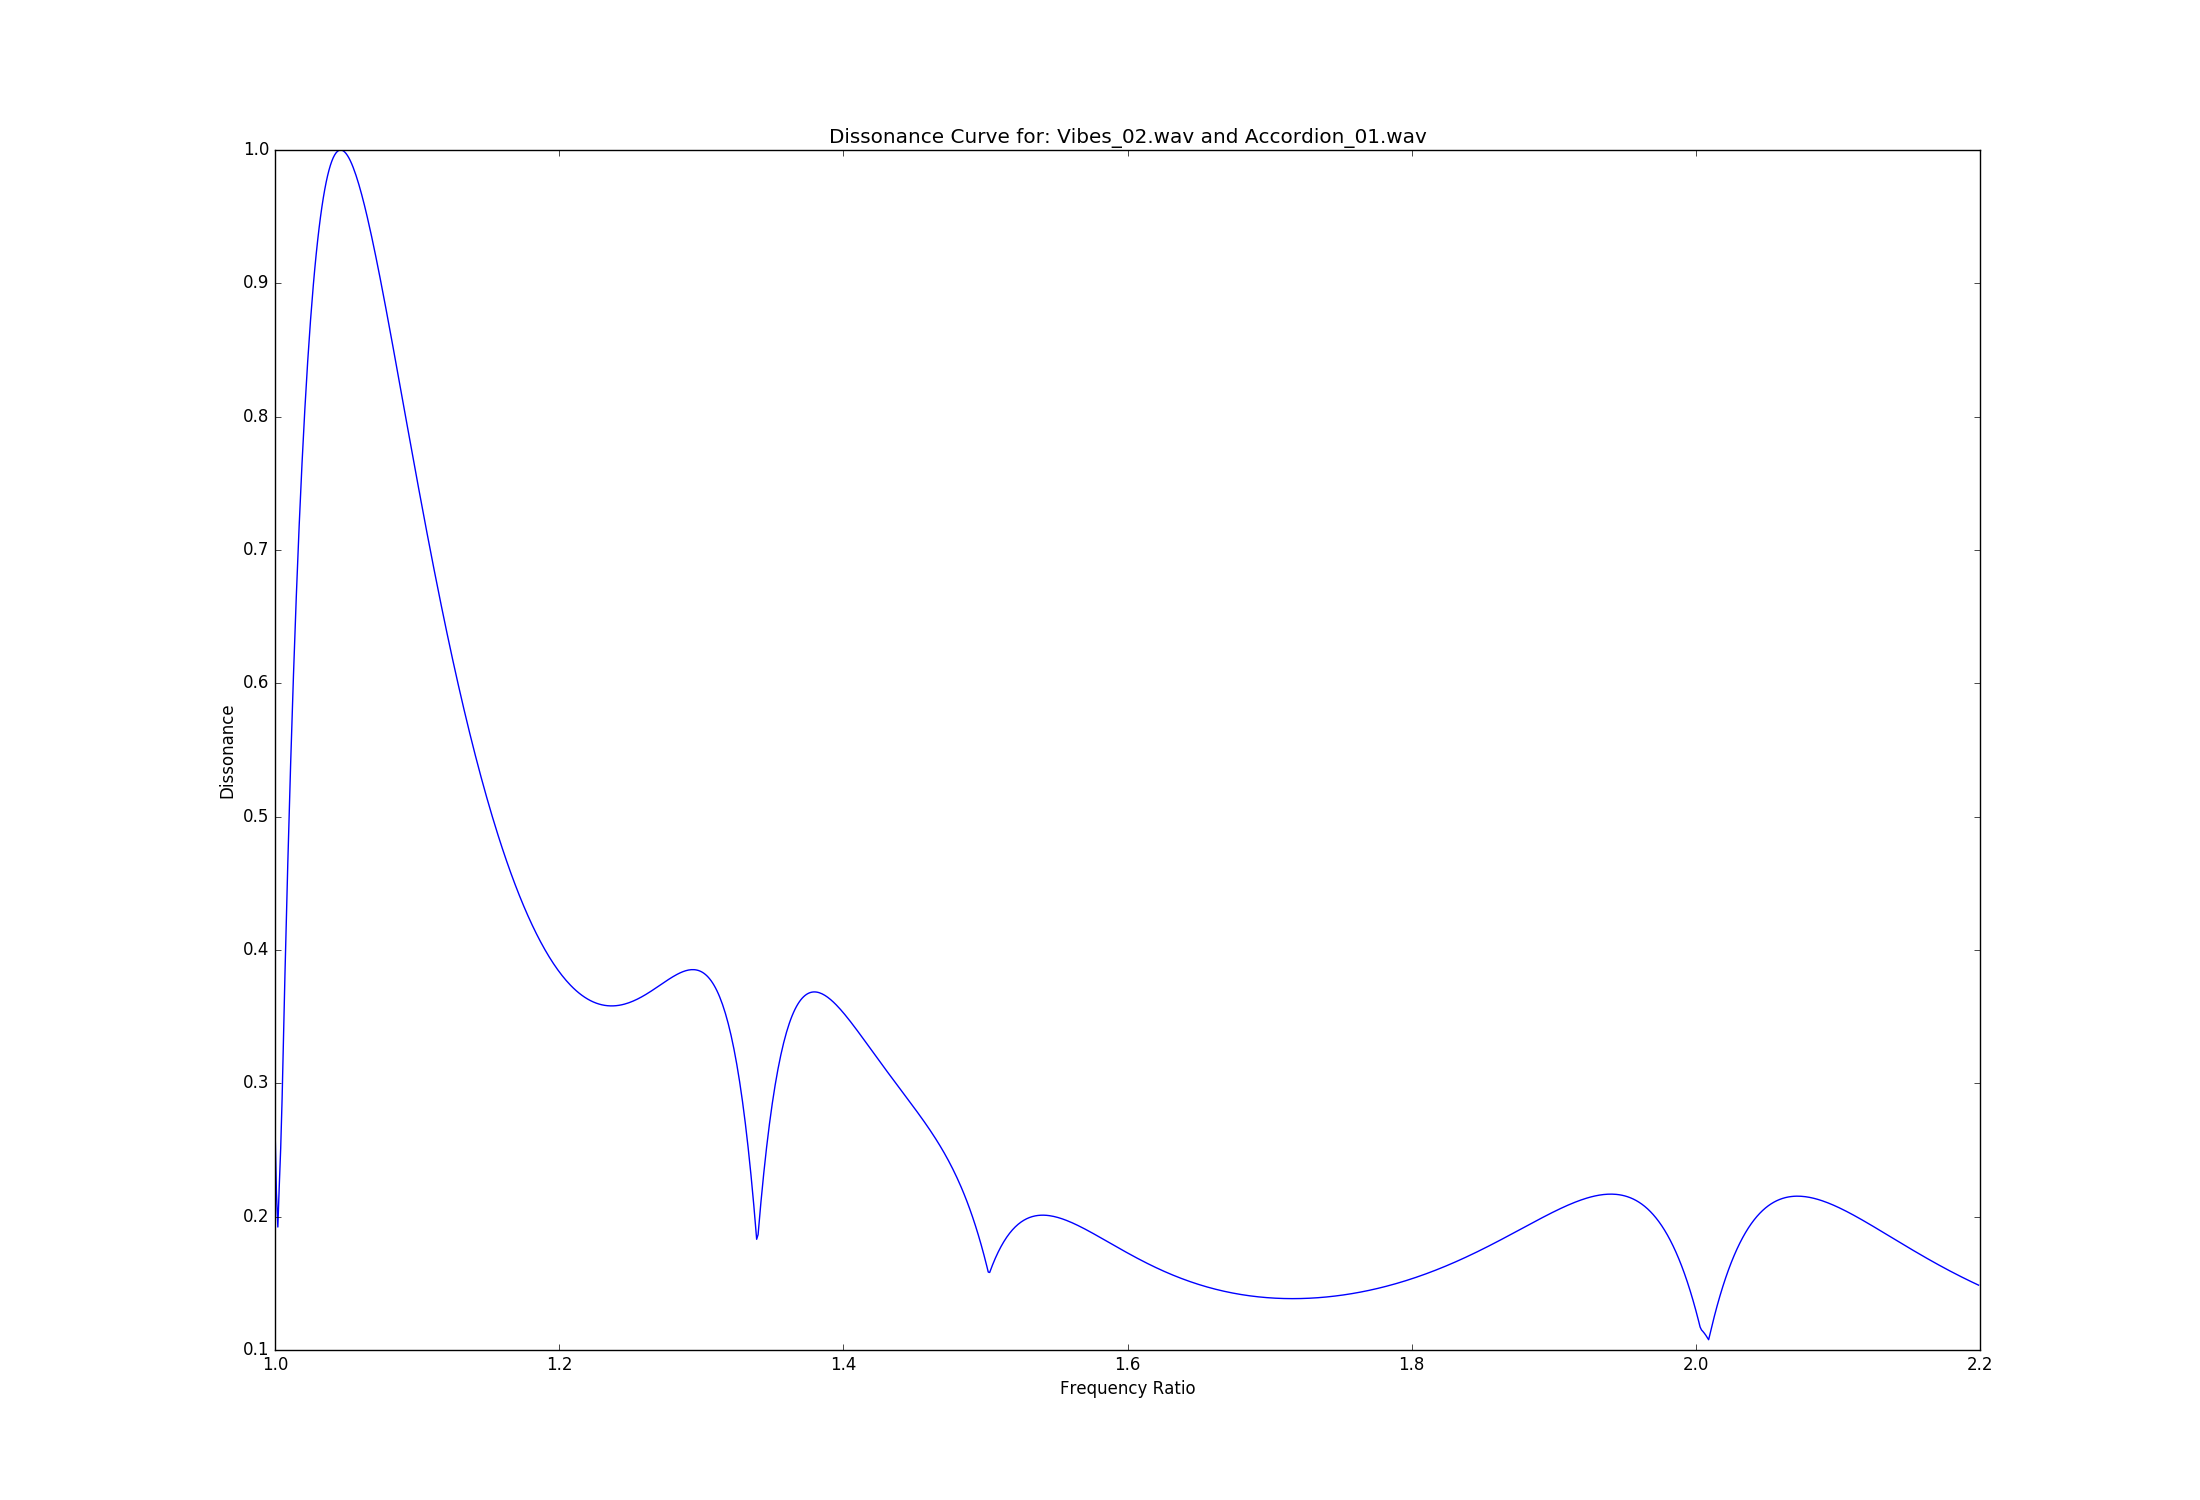 Dissonance Curve for: Vibes_02.wav and Accordion_01.wav
1.0
0.9
0.8
0.7
0.6
0.5
0.4
0.3
0.2
0.1
Dissonance
1.0 1.2 1.4 1.6 1.8 2.0 2.2
Frequency Ratio